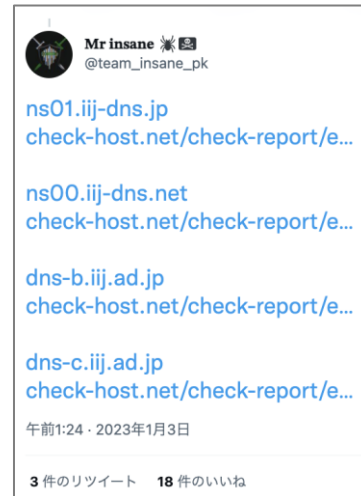 Mr insane 🕷️🏴‍☠️
@team_insane_pk
ns01.iij-dns.jp
check-host.net/check-report/e...
ns00.iij-dns.net
check-host.net/check-report/e...
dns-b.iij.ad.jp
check-host.net/check-report/e...
dns-c.iij.ad.jp
check-host.net/check-report/e...
午前1:24 · 2023年1月3日
3 件のリツイート 18 件のいいね